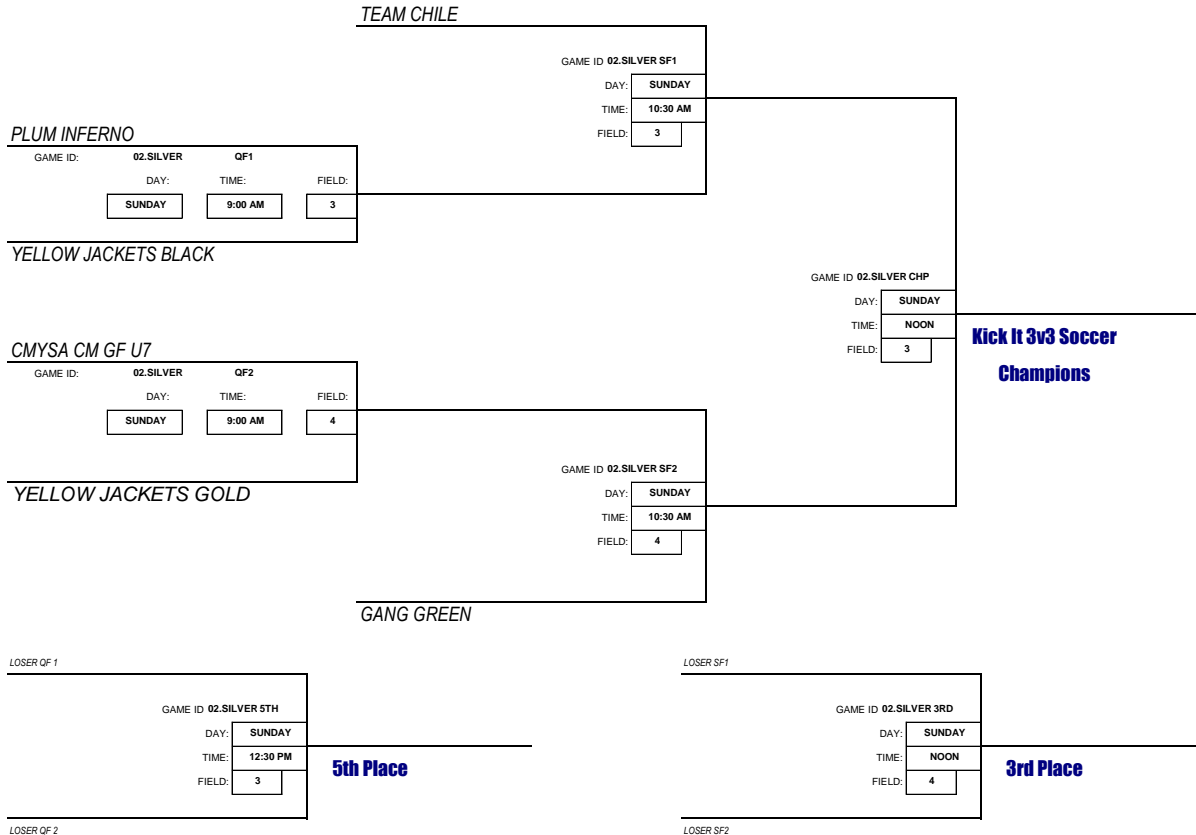 TEAM CHILE
GAME ID 02.SILVER SF1
DAY: SUNDAY
TIME: 10:30 AM
FIELD: 3
PLUM INFERNO
GAME ID: 02.SILVER QF1
DAY: TIME: FIELD:
SUNDAY 9:00 AM 3
YELLOW JACKETS BLACK
GAME ID 02.SILVER CHP
DAY: SUNDAY
TIME: NOON
FIELD: 3
Kick It 3v3 Soccer
Champions
CMYSA CM GF U7
GAME ID: 02.SILVER QF2
DAY: TIME: FIELD:
SUNDAY 9:00 AM 4
YELLOW JACKETS GOLD
GAME ID 02.SILVER SF2
DAY: SUNDAY
TIME: 10:30 AM
FIELD: 4
GANG GREEN
LOSER QF 1
GAME ID 02.SILVER 5TH
DAY: SUNDAY
TIME: 12:30 PM
FIELD: 3
5th Place
LOSER QF 2
LOSER SF1
GAME ID 02.SILVER 3RD
DAY: SUNDAY
TIME: NOON
FIELD: 4
3rd Place
LOSER SF2